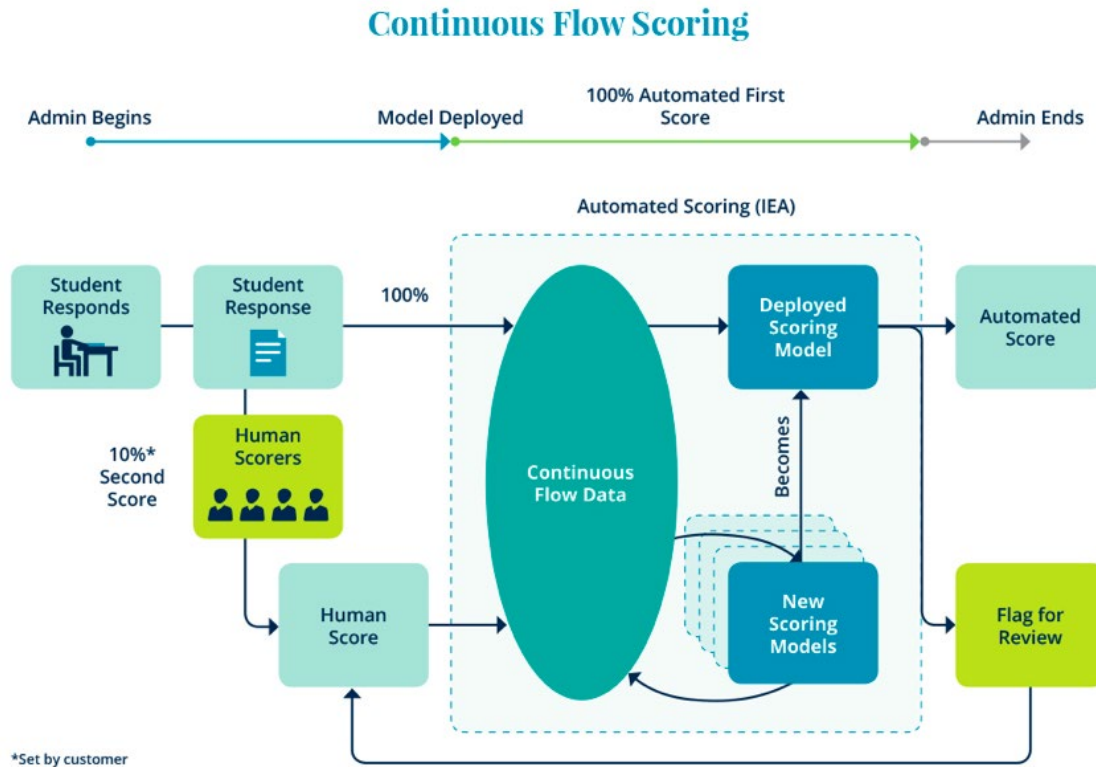 Continuous Flow Scoring
100% Automated First
Score
Admin Begins
Model Deployed
Admin Ends
Automated Scoring (IEA)
Student
Responds
Student
Response
100%
Deployed
Scoring
Model
Automated
Score
10%*
Second
Score
Human
Scorers
Continuous
Flow Data
Becomes
Human
Score
New
Scoring
Models
Flag for
Review
*Set by customer